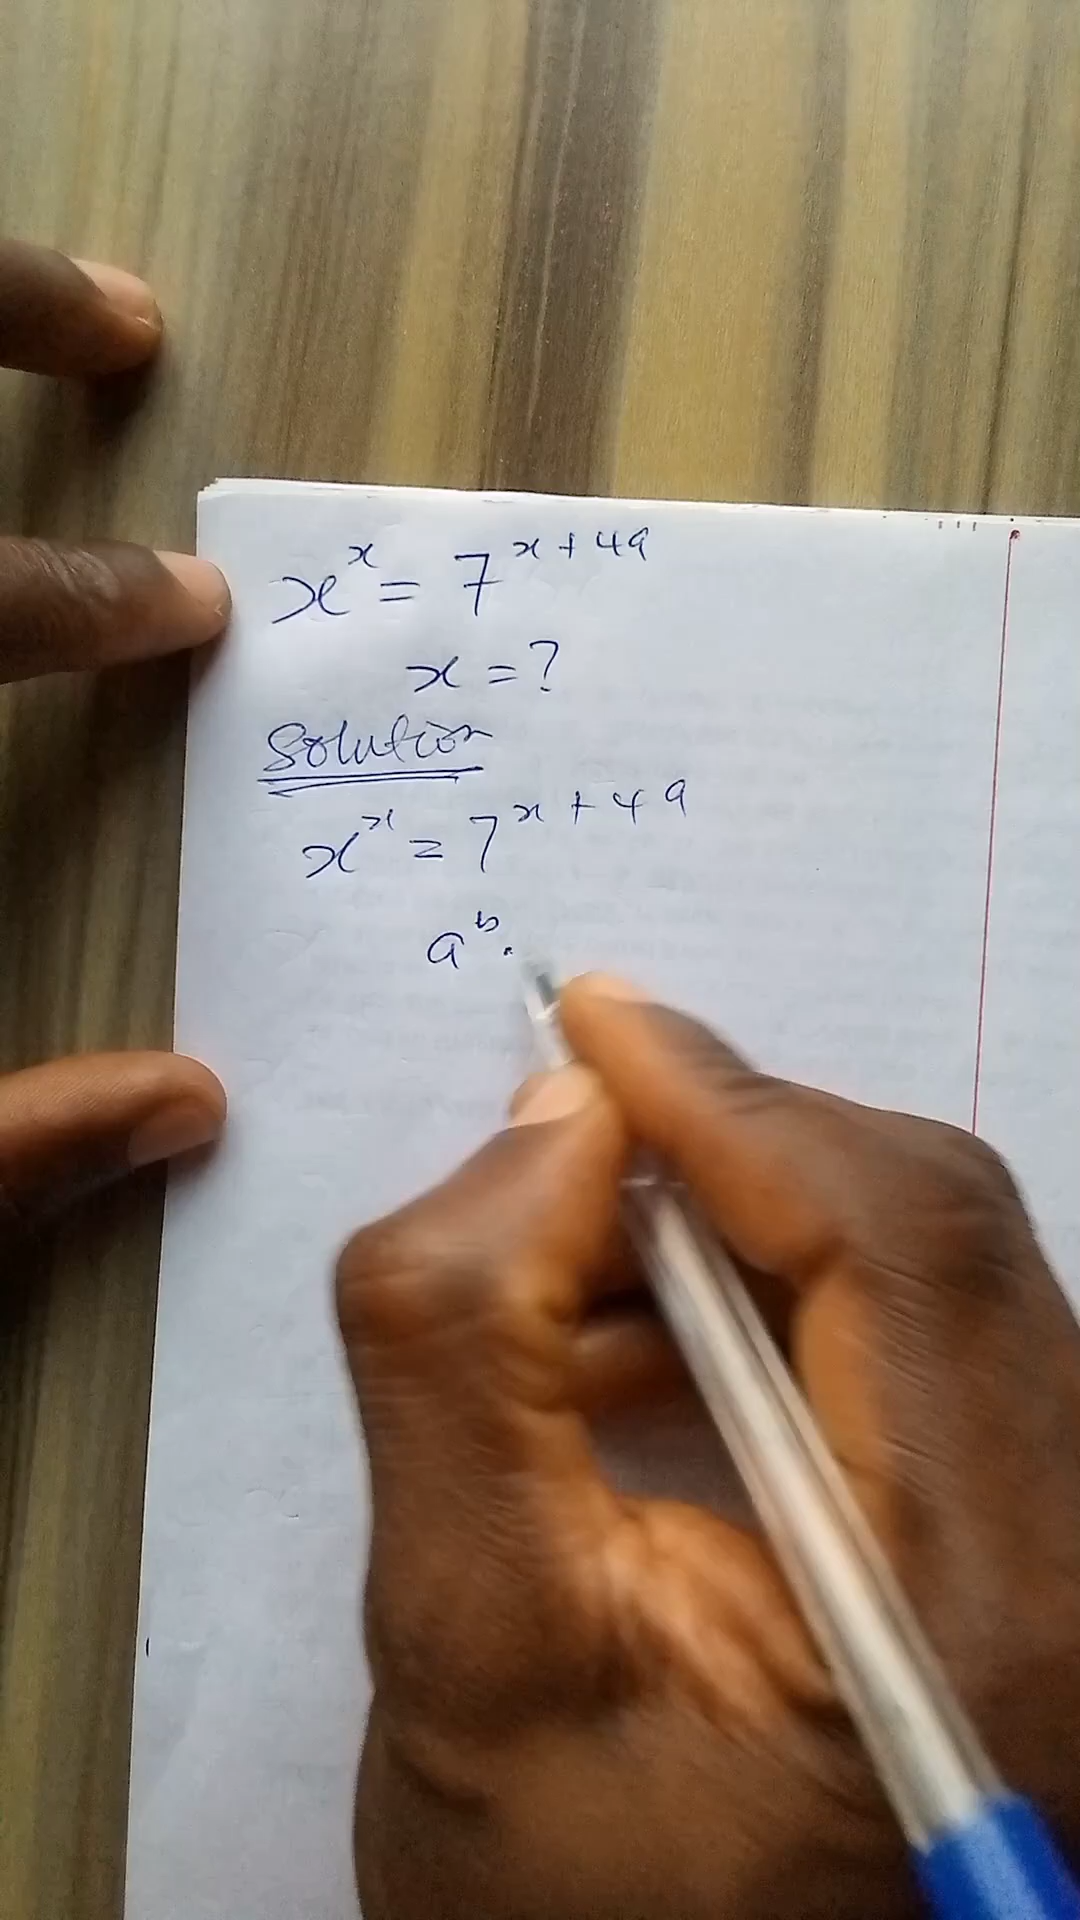 x^x = 7^{x+49}
x = ?
Solution
x^x = 7^{x+49}
a^b.